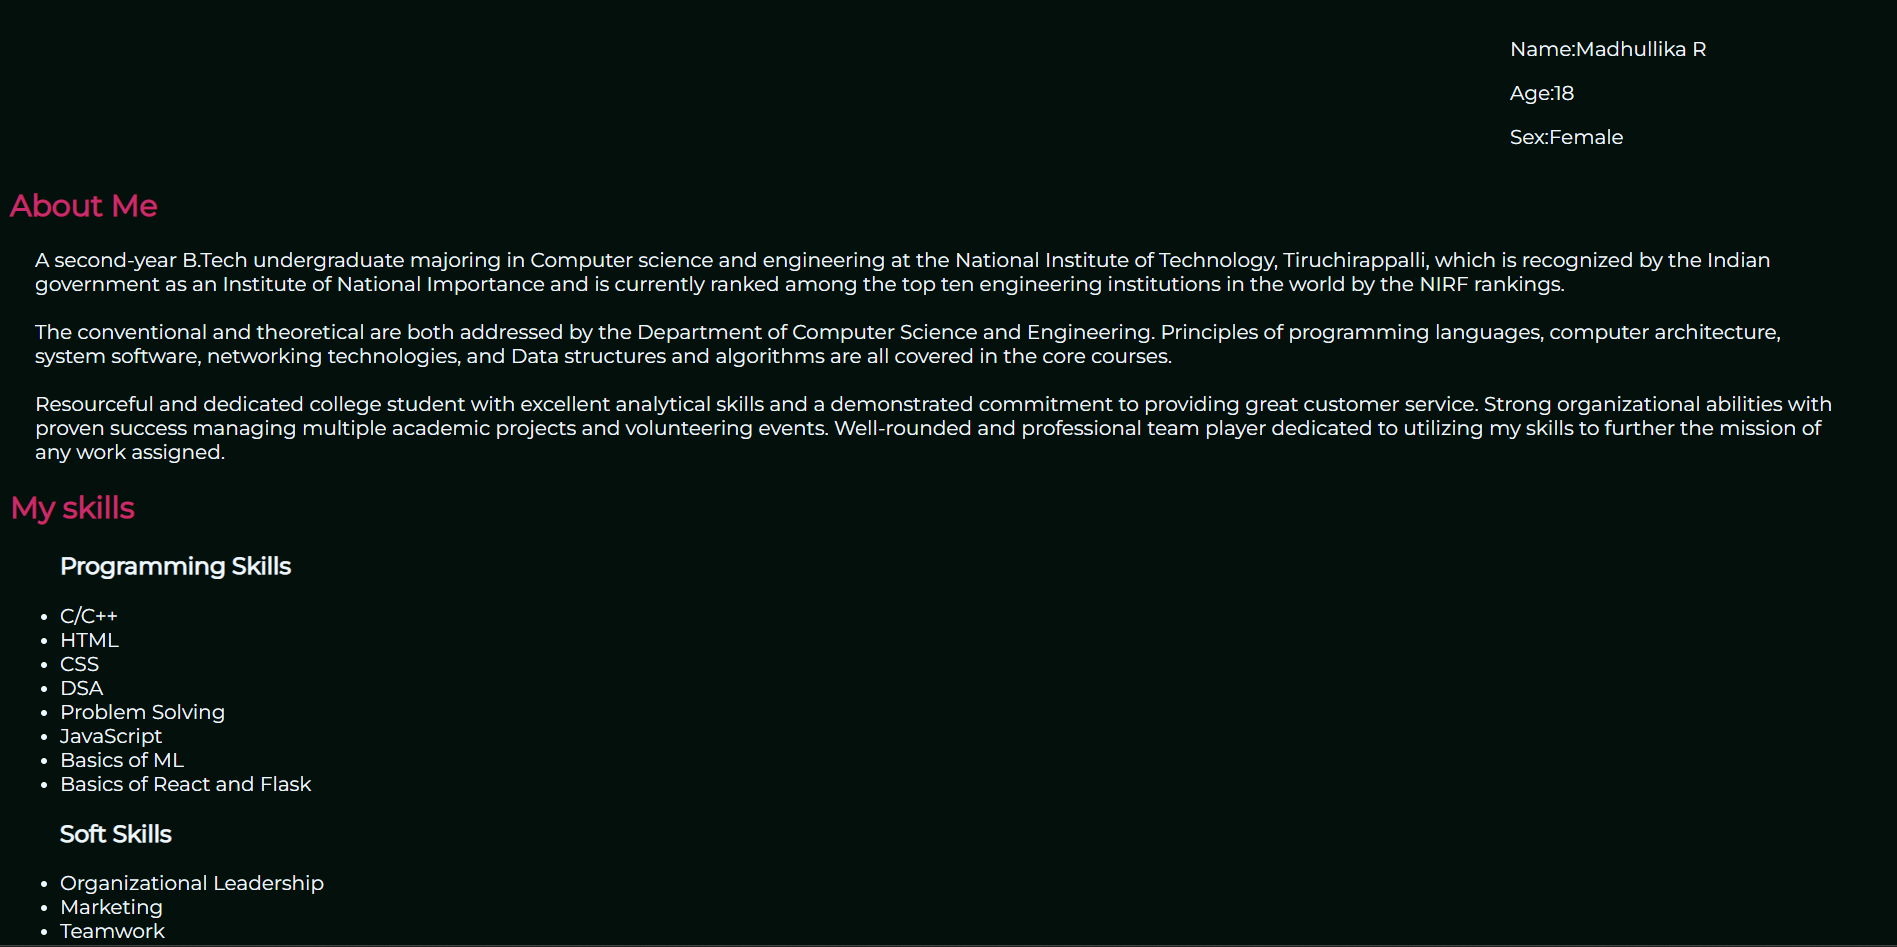 Name:Madhullika R
Age:18
Sex:Female
About Me
A second-year B.Tech undergraduate majoring in Computer science and engineering at the National Institute of Technology, Tiruchirappalli, which is recognized by the Indian
government as an Institute of National Importance and is currently ranked among the top ten engineering institutions in the world by the NIRF rankings.
The conventional and theoretical are both addressed by the Department of Computer Science and Engineering. Principles of programming languages, computer architecture,
system software, networking technologies, and Data structures and algorithms are all covered in the core courses.
Resourceful and dedicated college student with excellent analytical skills and a demonstrated commitment to providing great customer service. Strong organizational abilities with
proven success managing multiple academic projects and volunteering events. Well-rounded and professional team player dedicated to utilizing my skills to further the mission of
any work assigned.
My skills
Programming Skills
• C/C++
• HTML
• CSS
• DSA
• Problem Solving
• JavaScript
• Basics of ML
• Basics of React and Flask
Soft Skills
• Organizational Leadership
• Marketing
• Teamwork